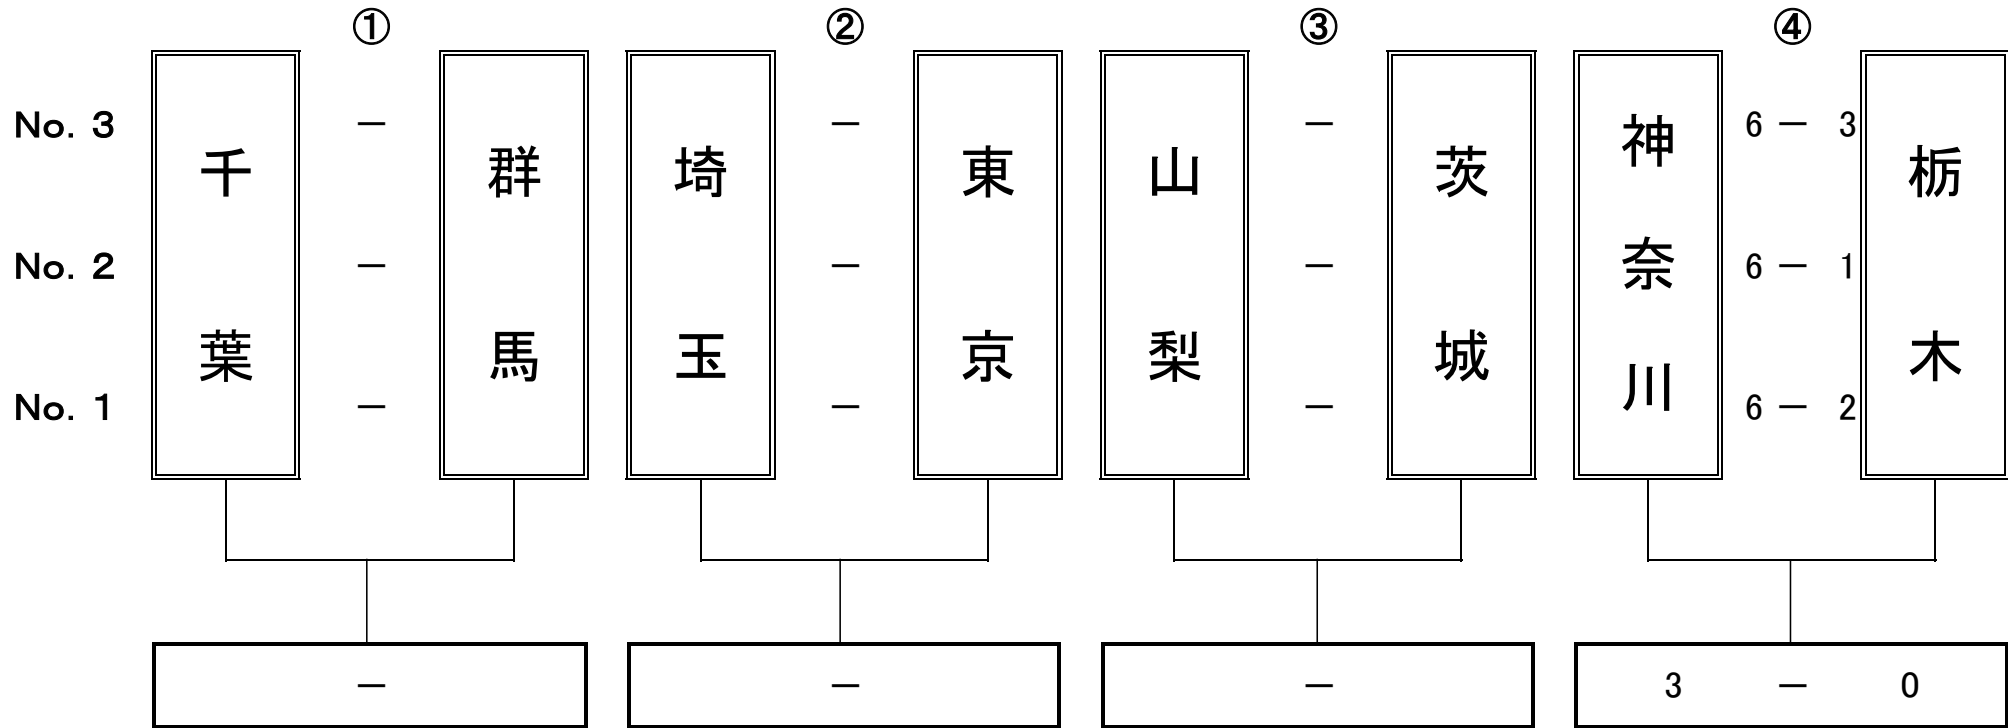 ① ② ③ ④
No. 3 － － － 6 － 3
千葉 群馬 埼玉 東京 山梨 茨城 神奈川 栃木
No. 2 － － － 6 － 1
No. 1 － － － 6 － 2
－ － － 3 － 0